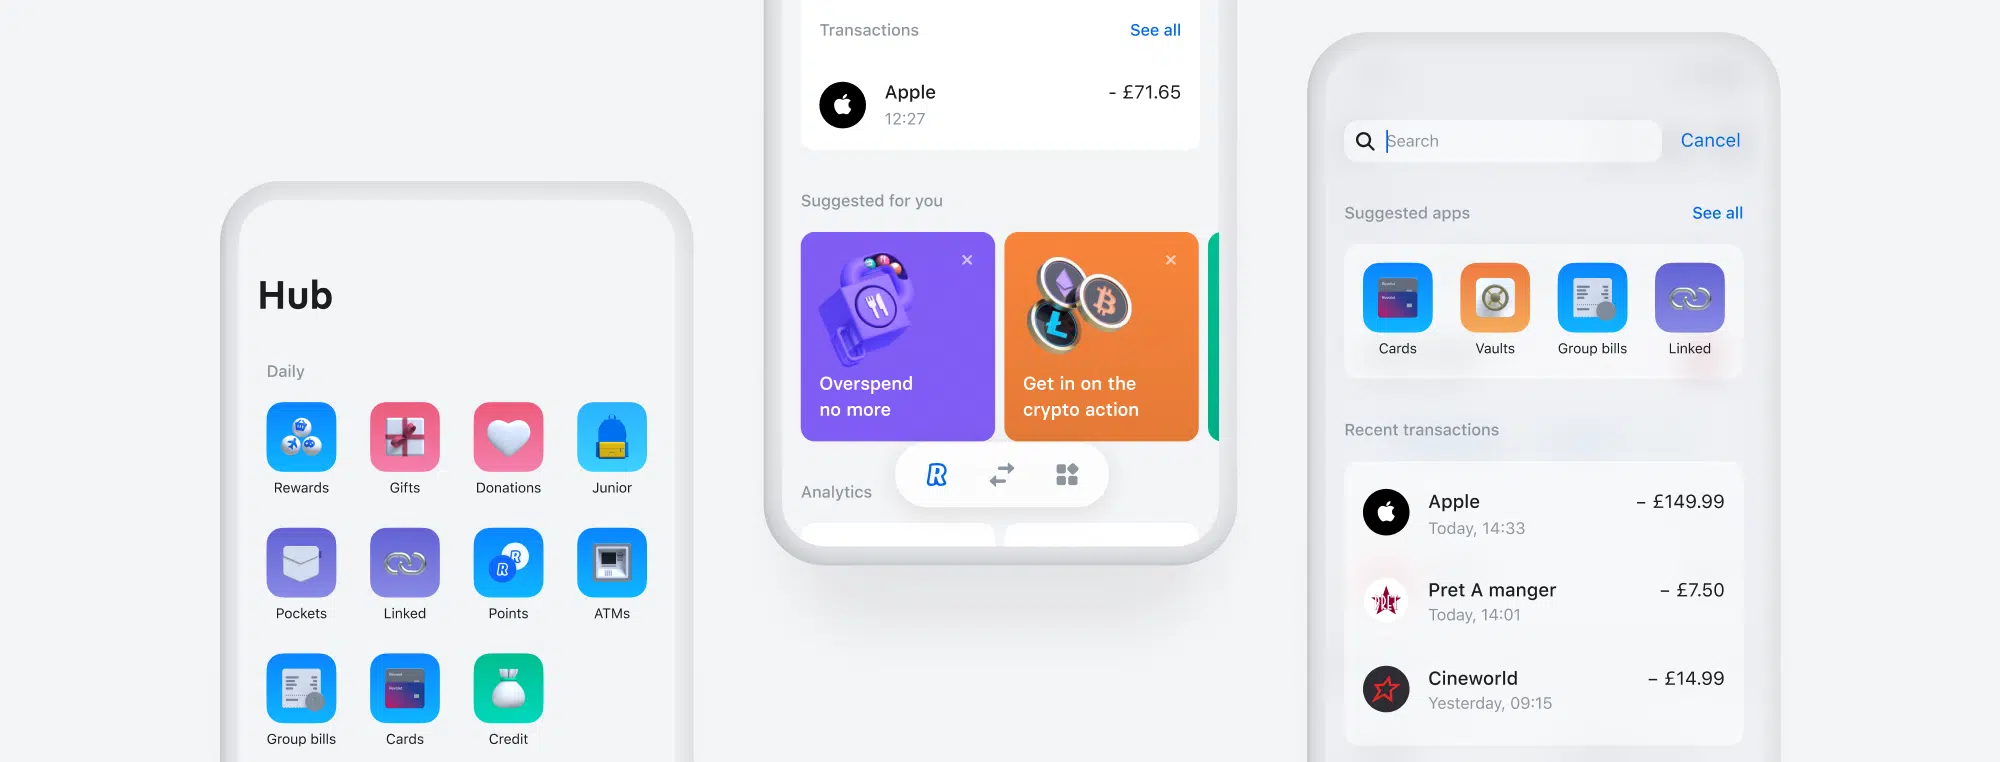 Hub
Daily
Rewards
Gifts
Donations
Junior
Pockets
Linked
Points
ATMs
Group bills
Cards
Credit
Transactions
See all
Apple
- £71.65
12:27
Suggested for you
Overspend
no more
Get in on the
crypto action
Analytics
Search
Cancel
Suggested apps
See all
Cards
Vaults
Group bills
Linked
Recent transactions
Apple
– £149.99
Today, 14:33
PRET
Pret A manger
– £7.50
Today, 14:01
Cineworld
– £14.99
Yesterday, 09:15